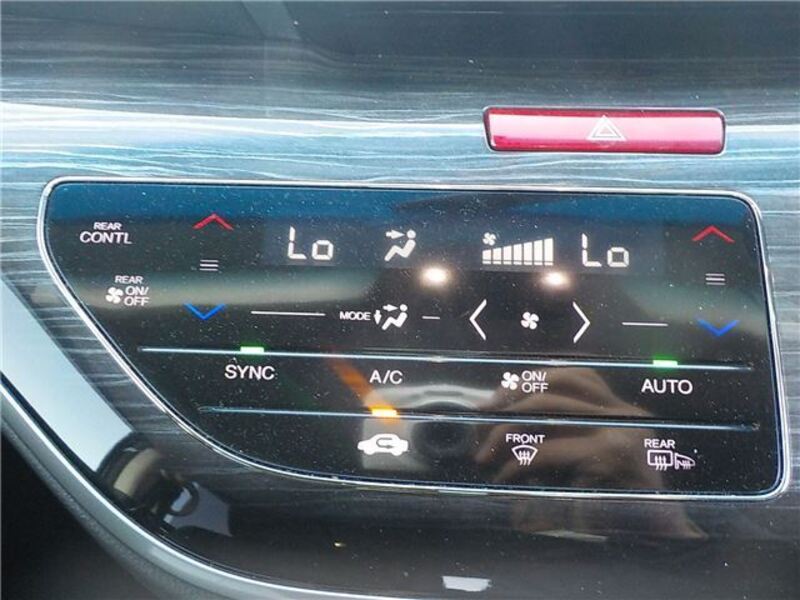 REAR
CONTL
Lo
Lo
REAR
ON/
OFF
MODE
SYNC
A/C
ON/
OFF
AUTO
FRONT
REAR